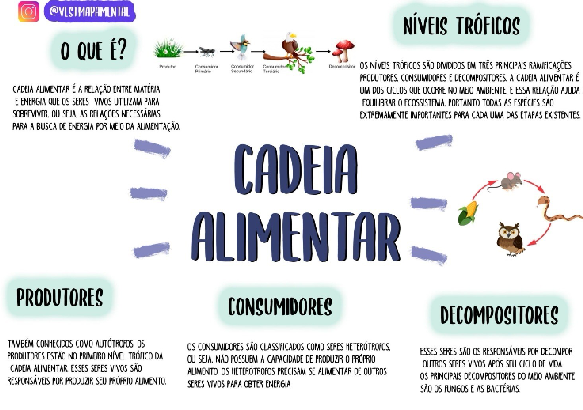 @VESTMAPAMENTAL
O QUE É?
Produtor
Consumidor Primário
Consumidor Secundário
Consumidor Terciário
Decompositor
CADEIA ALIMENTAR É A RELAÇÃO ENTRE MATÉRIA
E ENERGIA QUE OS SERES VIVOS UTILIZAM PARA
SOBREVIVER, OU SEJA, AS RELAÇÕES NECESSÁRIAS
PARA A BUSCA DE ENERGIA POR MEIO DA ALIMENTAÇÃO.
NÍVEIS TRÓFICOS
OS NÍVEIS TRÓFICOS SÃO DIVIDIDOS EM TRÊS PRINCIPAIS RAMIFICAÇÕES,
PRODUTORES, CONSUMIDORES E DECOMPOSITORES. A CADEIA ALIMENTAR É
UM DOS CICLOS QUE OCORRE NO MEIO AMBIENTE, E ESSA RELAÇÃO AJUDA
EQUILIBRAR O ECOSSISTEMA, PORTANTO TODAS AS ESPÉCIES SÃO
EXTREMAMENTE IMPORTANTES PARA CADA UMA DAS ETAPAS EXISTENTES.
CADEIA
ALIMENTAR
PRODUTORES
TAMBÉM CONHECIDOS COMO AUTÓTROFOS, OS
PRODUTORES ESTÃO NO PRIMEIRO NÍVEL TRÓFICO DA
CADEIA ALIMENTAR. ESSES SERES VIVOS SÃO
RESPONSÁVEIS POR PRODUZIR SEU PRÓPRIO ALIMENTO.
CONSUMIDORES
OS CONSUMIDORES SÃO CLASSIFICADOS COMO SERES HETERÓTROFOS,
OU SEJA, NÃO POSSUEM A CAPACIDADE DE PRODUZIR O PRÓPRIO
ALIMENTO. OS HETERÓTROFOS PRECISAM SE ALIMENTAR DE OUTROS
SERES VIVOS PARA OBTER ENERGIA
DECOMPOSITORES
ESSES SERES SÃO OS RESPONSÁVEIS POR DECOMPOR
OUTROS SERES VIVOS APÓS SEU CICLO DE VIDA.
OS PRINCIPAIS DECOMPOSITORES DO MEIO AMBIENTE
SÃO OS FUNGOS E AS BACTÉRIAS.